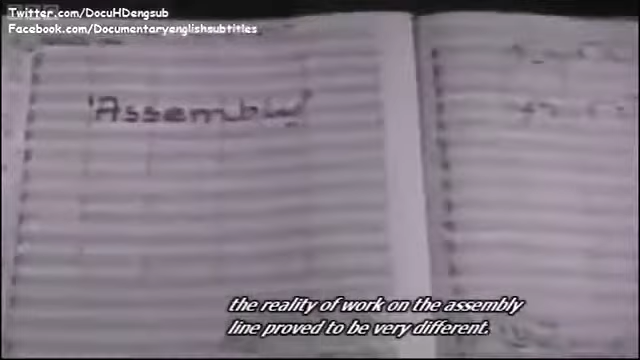 Twitter.com/DocuHDengsub
Facebook.com/Documentaryenglishsubtitles
'Assembly'
the reality of work on the assembly
line proved to be very different.